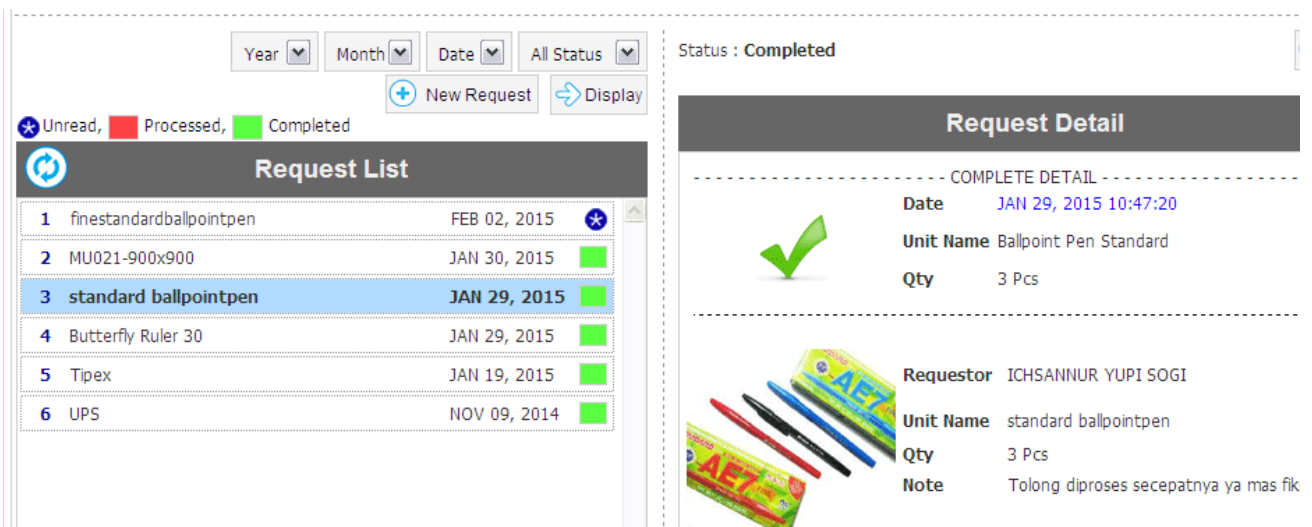 Year Month Date All Status
New Request Display
Unread, Processed, Completed
Request List
1 finestandardballpointpen FEB 02, 2015
2 MU021-900x900 JAN 30, 2015
3 standard ballpointpen JAN 29, 2015
4 Butterfly Ruler 30 JAN 29, 2015
5 Tipex JAN 19, 2015
6 UPS NOV 09, 2014
Status : Completed
Request Detail
COMPLETE DETAIL
Date JAN 29, 2015 10:47:20
Unit Name Ballpoint Pen Standard
Qty 3 Pcs
AE7
AE7
Requestor ICHSANNUR YUPI SOGI
Unit Name standard ballpointpen
Qty 3 Pcs
Note Tolong diproses secepatnya ya mas fik